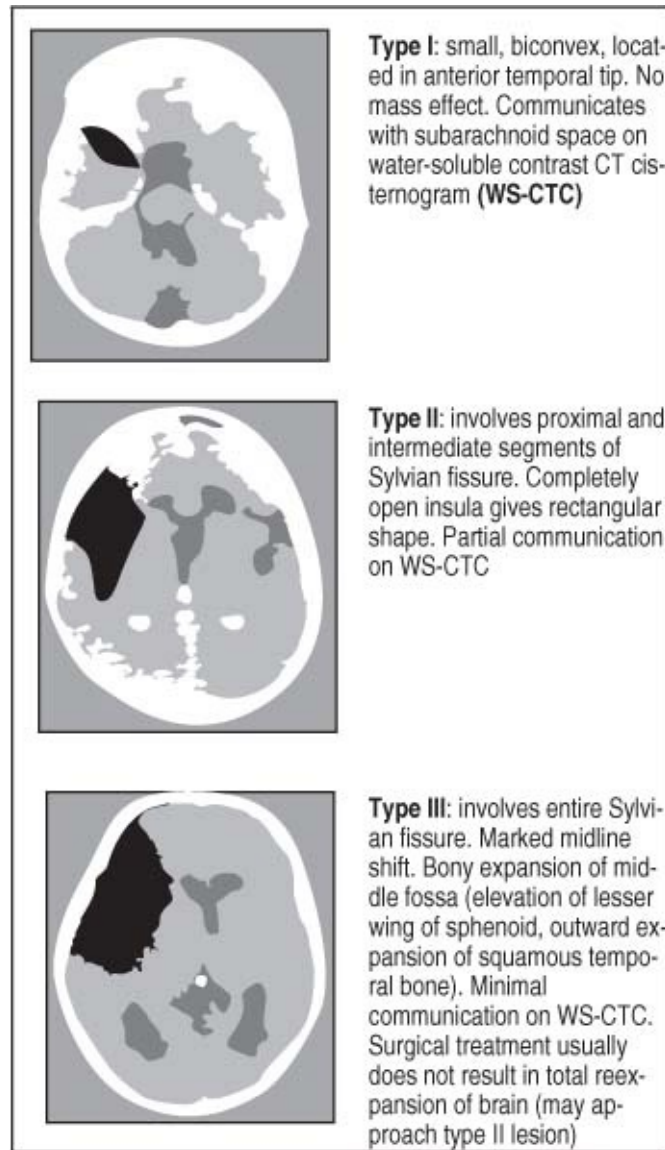 Type I: small, biconvex, locat-
ed in anterior temporal tip. No
mass effect. Communicates
with subarachnoid space on
water-soluble contrast CT cis-
ternogram (WS-CTC)
Type II: involves proximal and
intermediate segments of
Sylvian fissure. Completely
open insula gives rectangular
shape. Partial communication
on WS-CTC
Type III: involves entire Sylvi-
an fissure. Marked midline
shift. Bony expansion of mid-
dle fossa (elevation of lesser
wing of sphenoid, outward ex-
pansion of squamous tempo-
ral bone). Minimal
communication on WS-CTC.
Surgical treatment usually
does not result in total reex-
pansion of brain (may ap-
proach type II lesion)